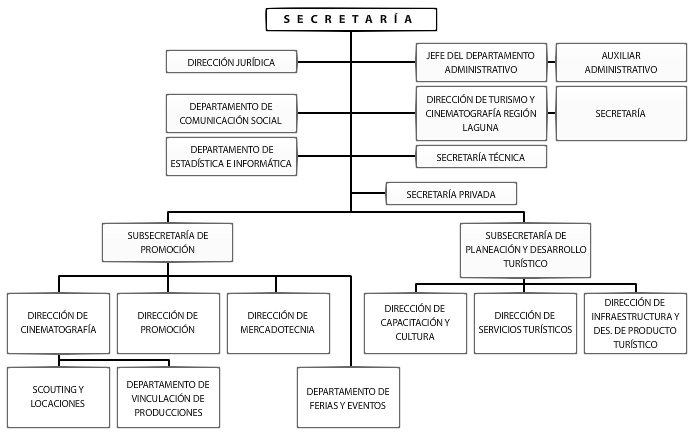 SECRETARÍA
DIRECCIÓN JURÍDICA
JEFE DEL DEPARTAMENTO
ADMINISTRATIVO
AUXILIAR
ADMINISTRATIVO
DEPARTAMENTO DE
COMUNICACIÓN SOCIAL
DIRECCIÓN DE TURISMO Y
CINEMATOGRAFÍA REGIÓN
LAGUNA
SECRETARÍA
DEPARTAMENTO DE
ESTADÍSTICA E INFORMÁTICA
SECRETARÍA TÉCNICA
SECRETARÍA PRIVADA
SUBSECRETARÍA DE
PROMOCIÓN
SUBSECRETARÍA DE
PLANEACIÓN Y DESARROLLO
TURÍSTICO
DIRECCIÓN DE
CINEMATOGRAFÍA
DIRECCIÓN DE
PROMOCIÓN
DIRECCIÓN DE
MERCADOTECNIA
DIRECCIÓN DE
CAPACITACIÓN Y
CULTURA
DIRECCIÓN DE
SERVICIOS TURÍSTICOS
DIRECCIÓN DE
INFRAESTRUCTURA Y
DES. DE PRODUCTO
TURÍSTICO
SCOUTING Y
LOCACIONES
DEPARTAMENTO DE
VINCULACIÓN DE
PRODUCCIONES
DEPARTAMENTO DE
FERIAS Y EVENTOS